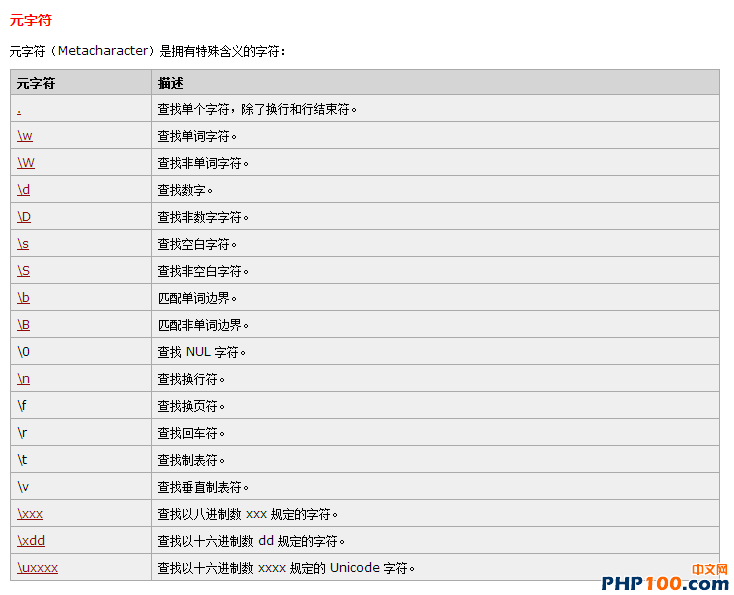 元字符
元字符（Metacharacter）是拥有特殊含义的字符：
元字符 描述
. 查找单个字符，除了换行和行结束符。
\w 查找单词字符。
\W 查找非单词字符。
\d 查找数字。
\D 查找非数字字符。
\s 查找空白字符。
\S 查找非空白字符。
\b 匹配单词边界。
\B 匹配非单词边界。
\0 查找 NUL 字符。
\n 查找换行符。
\f 查找换页符。
\r 查找回车符。
\t 查找制表符。
\v 查找垂直制表符。
\xxx 查找以八进制数 xxx 规定的字符。
\xdd 查找以十六进制数 dd 规定的字符。
\uxxxx 查找以十六进制数 xxxx 规定的 Unicode 字符。
中文网
PHP100.com